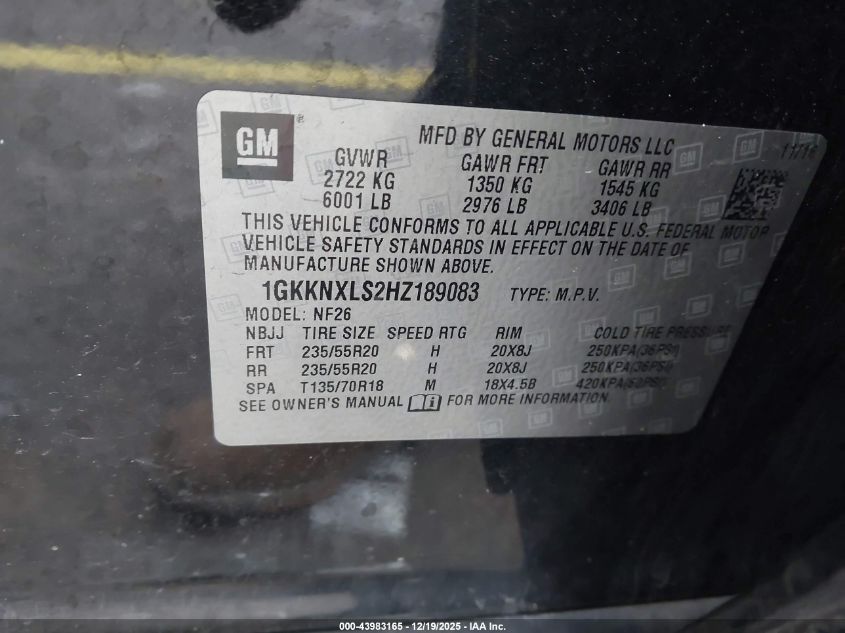 GM
MFD BY GENERAL MOTORS LLC 11/16
GVWR GAWR FRT GAWR RR
2722 KG 1350 KG 1545 KG
6001 LB 2976 LB 3406 LB
THIS VEHICLE CONFORMS TO ALL APPLICABLE U.S. FEDERAL MOTOR
VEHICLE SAFETY STANDARDS IN EFFECT ON THE DATE OF
MANUFACTURE SHOWN ABOVE.
1GKKNXLS2HZ189083 TYPE: M.P.V.
MODEL: NF26
NBJJ TIRE SIZE SPEED RTG RIM COLD TIRE PRESSURE
FRT 235/55R20 H 20X8J 250KPA(36PSI)
RR 235/55R20 H 20X8J 250KPA(36PSI)
SPA T135/70R18 M 18X4.5B 420KPA(60PSI)
SEE OWNER'S MANUAL FOR MORE INFORMATION.
000-43983165 - 12/19/2025 - IAA Inc.